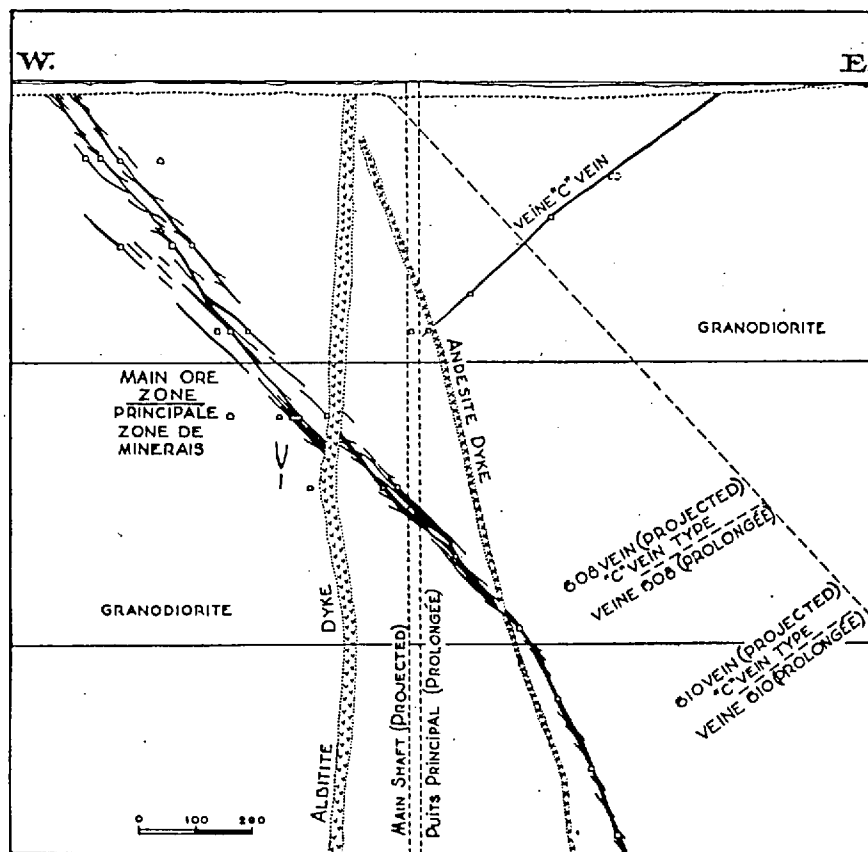 W.
E.
VEINE "C" VEIN
GRANODIORITE
MAIN ORE
ZONE
PRINCIPALE
ZONE DE
MINERAIS
ANDESITE DYKE
608 VEIN (PROJECTED)
"C" VEIN TYPE
VEINE 608 (PROLONGÉE)
GRANODIORITE
ALBITITE DYKE
MAIN SHAFT (PROJECTED)
PUITS PRINCIPAL (PROLONGÉE)
610 VEIN (PROJECTED)
"C" VEIN TYPE
VEINE 610 (PROLONGÉE)
0 100 200